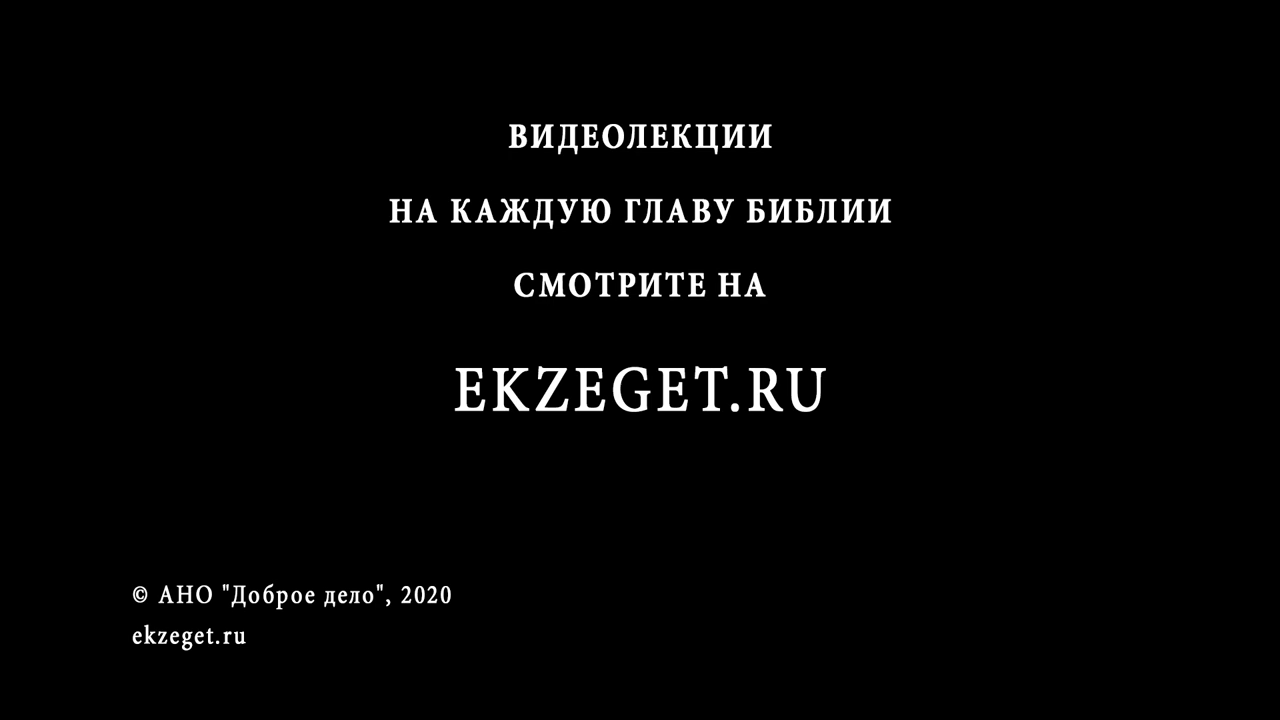 ВИДЕОЛЕКЦИИ
НА КАЖДУЮ ГЛАВУ БИБЛИИ
СМОТРИТЕ НА
EKZEGET.RU
© АНО "Доброе дело", 2020
ekzeget.ru